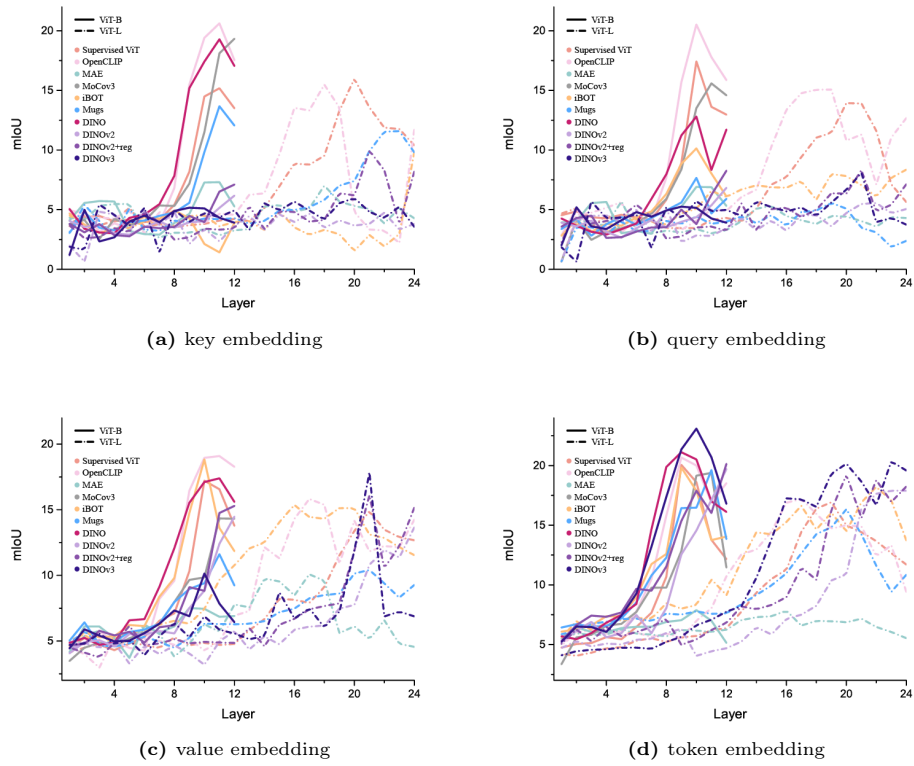 ViT-B
ViT-L
Supervised ViT
OpenCLIP
MAE
MoCov3
iBOT
Mugs
DINO
DINOv2
DINOv2+reg
DINOv3
mIoU
20
15
10
5
0
4 8 12 16 20 24
Layer
(a) key embedding
ViT-B
ViT-L
Supervised ViT
OpenCLIP
MAE
MoCov3
iBOT
Mugs
DINO
DINOv2
DINOv2+reg
DINOv3
mIoU
20
15
10
5
0
4 8 12 16 20 24
Layer
(b) query embedding
ViT-B
ViT-L
Supervised ViT
OpenCLIP
MAE
MoCov3
iBOT
Mugs
DINO
DINOv2
DINOv2+reg
DINOv3
mIoU
20
15
10
5
4 8 12 16 20 24
Layer
(c) value embedding
ViT-B
ViT-L
Supervised ViT
OpenCLIP
MAE
MoCov3
iBOT
Mugs
DINO
DINOv2
DINOv2+reg
DINOv3
mIoU
20
15
10
5
4 8 12 16 20 24
Layer
(d) token embedding